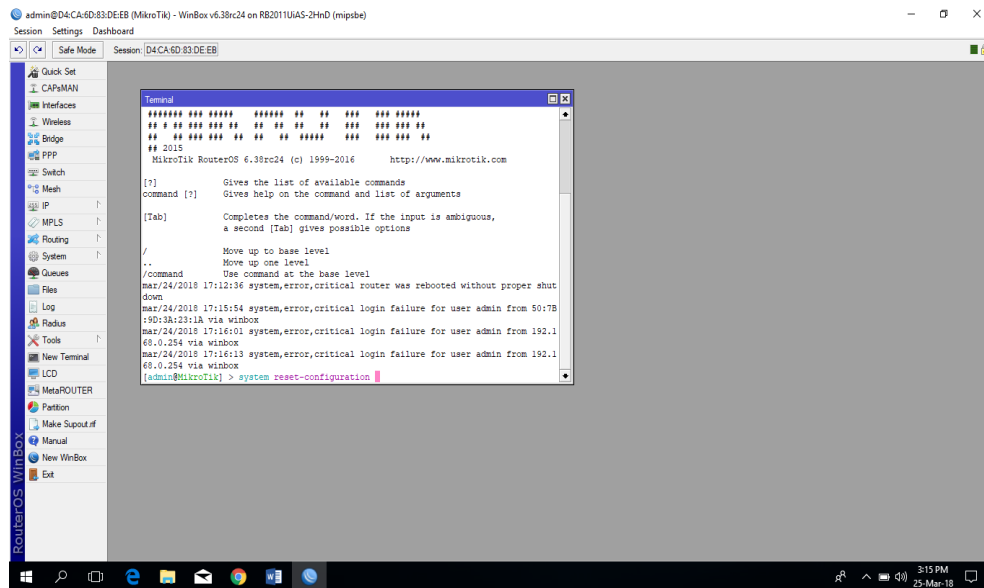 admin@D4:CA:6D:83:DE:EB (MikroTik) - WinBox v6.38rc24 on RB2011UiAS-2HnD (mipsbe)
Session Settings Dashboard
Safe Mode Session: D4:CA:6D:83:DE:EB
Quick Set
CAPsMAN
Interfaces
Wireless
Bridge
PPP
Switch
Mesh
IP
MPLS
Routing
System
Queues
Files
Log
Radius
Tools
New Terminal
LCD
MetaROUTER
Partition
Make Supout.rif
Manual
New WinBox
Exit
RouterOS WinBox
Terminal
## 2015
MikroTik RouterOS 6.38rc24 (c) 1999-2016 http://www.mikrotik.com
[?] Gives the list of available commands
command [?] Gives help on the command and list of arguments
[Tab] Completes the command/word. If the input is ambiguous,
a second [Tab] gives possible options
/ Move up to base level
.. Move up one level
/command Use command at the base level
mar/24/2018 17:12:36 system,error,critical router was rebooted without proper shut
down
mar/24/2018 17:15:54 system,error,critical login failure for user admin from 50:7B
:9D:3A:23:1A via winbox
mar/24/2018 17:16:01 system,error,critical login failure for user admin from 192.1
68.0.254 via winbox
mar/24/2018 17:16:13 system,error,critical login failure for user admin from 192.1
68.0.254 via winbox
[admin@MikroTik] > system reset-configuration
3:15 PM
25-Mar-18